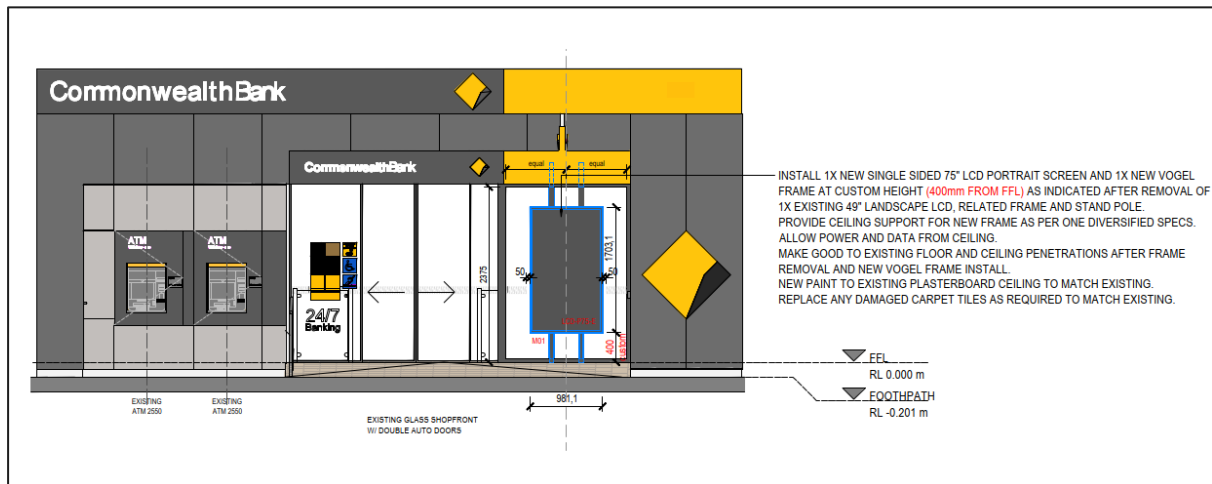 CommonwealthBank
CommonwealthBank
equal
equal
ATM
ATM
24/7
Banking
2375
50
50
1703,1
M01
400
custom
981,1
INSTALL 1X NEW SINGLE SIDED 75" LCD PORTRAIT SCREEN AND 1X NEW VOGEL
FRAME AT CUSTOM HEIGHT (400mm FROM FFL) AS INDICATED AFTER REMOVAL OF
1X EXISTING 49" LANDSCAPE LCD, RELATED FRAME AND STAND POLE.
PROVIDE CEILING SUPPORT FOR NEW FRAME AS PER ONE DIVERSIFIED SPECS.
ALLOW POWER AND DATA FROM CEILING.
MAKE GOOD TO EXISTING FLOOR AND CEILING PENETRATIONS AFTER FRAME
REMOVAL AND NEW VOGEL FRAME INSTALL.
NEW PAINT TO EXISTING PLASTERBOARD CEILING TO MATCH EXISTING.
REPLACE ANY DAMAGED CARPET TILES AS REQUIRED TO MATCH EXISTING.
FFL
RL 0.000 m
FOOTPATH
RL -0.201 m
EXISTING
ATM 2550
EXISTING
ATM 2550
EXISTING GLASS SHOPFRONT
W/ DOUBLE AUTO DOORS